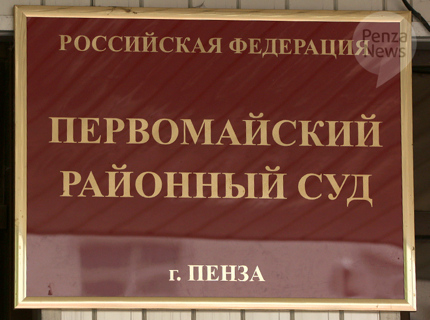 Penza
News
РОССИЙСКАЯ ФЕДЕРАЦИЯ
ПЕРВОМАЙСКИЙ
РАЙОННЫЙ СУД
г. ПЕНЗА